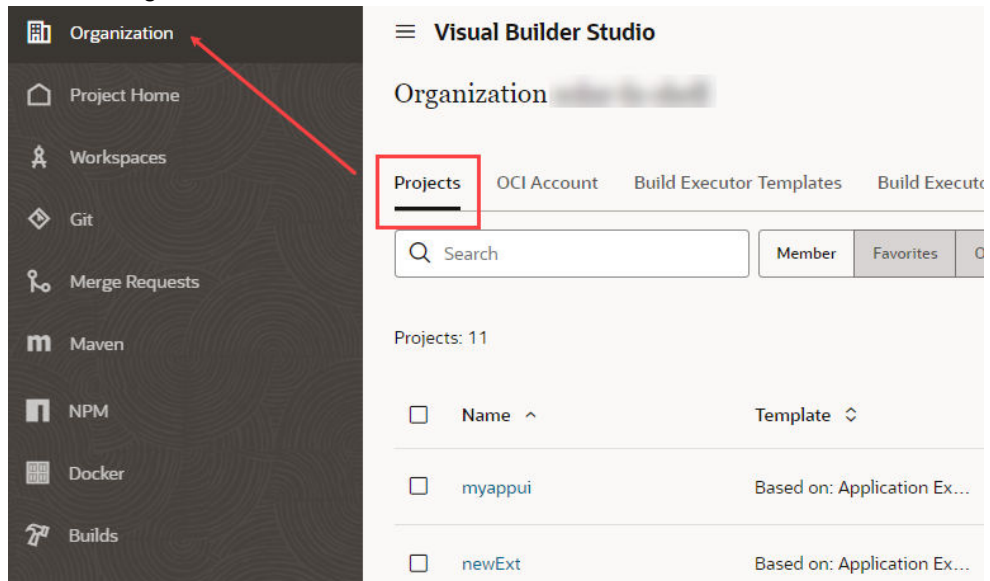 Organization
Project Home
Workspaces
Git
Merge Requests
Maven
NPM
Docker
Builds
Visual Builder Studio
Organization
Projects OCI Account Build Executor Templates Build Executo
Search Member Favorites
Projects: 11
Name Template
myappui Based on: Application Ex...
newExt Based on: Application Ex...